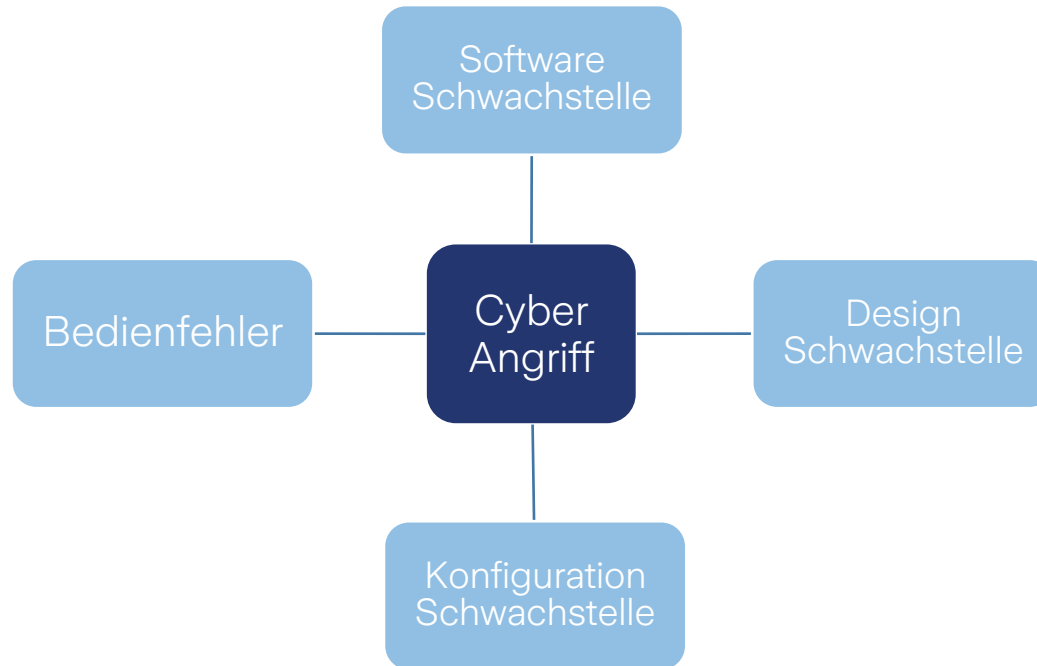 Software
Schwachstelle
Bedienfehler
Cyber
Angriff
Design
Schwachstelle
Konfiguration
Schwachstelle